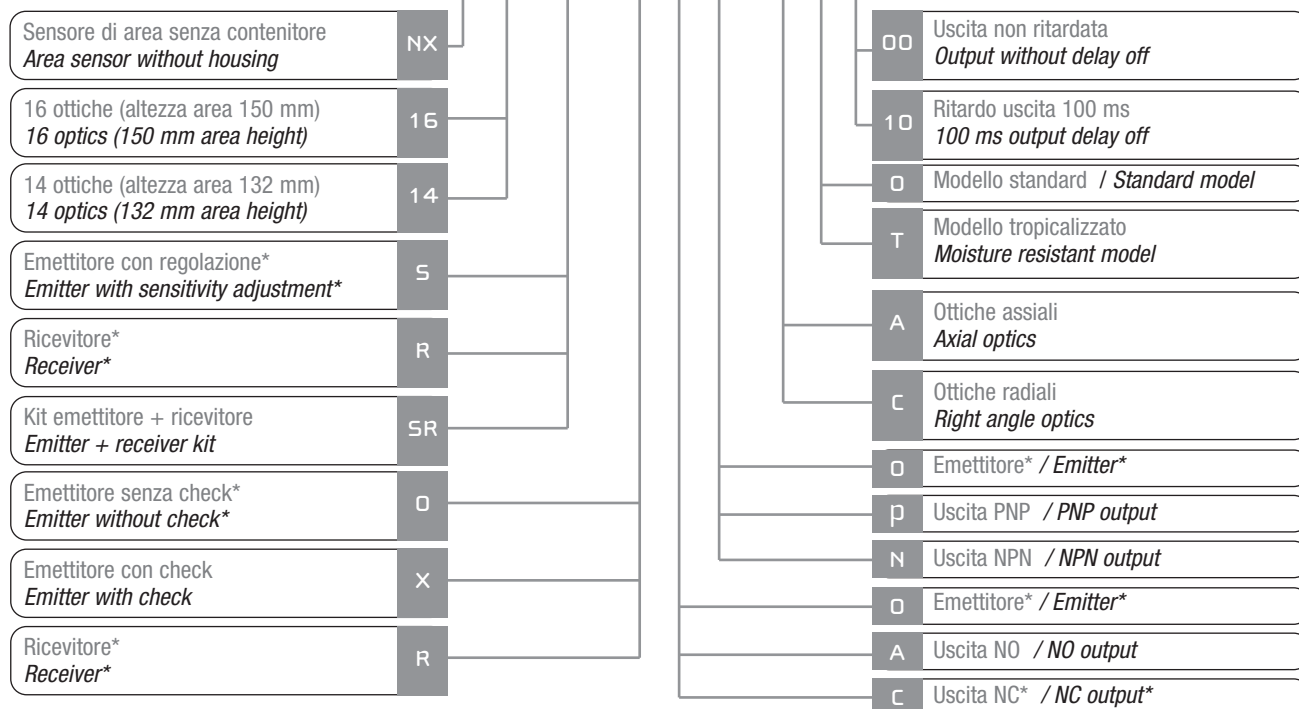 Sensore di area senza contenitore
Area sensor without housing
NX
16 ottiche (altezza area 150 mm)
16 optics (150 mm area height)
16
14 ottiche (altezza area 132 mm)
14 optics (132 mm area height)
14
Emettitore con regolazione*
Emitter with sensitivity adjustment*
S
Ricevitore*
Receiver*
R
Kit emettitore + ricevitore
Emitter + receiver kit
SR
Emettitore senza check*
Emitter without check*
0
Emettitore con check
Emitter with check
X
Ricevitore*
Receiver*
R
00
Uscita non ritardata
Output without delay off
10
Ritardo uscita 100 ms
100 ms output delay off
0
Modello standard / Standard model
T
Modello tropicalizzato
Moisture resistant model
A
Ottiche assiali
Axial optics
C
Ottiche radiali
Right angle optics
0
Emettitore* / Emitter*
P
Uscita PNP / PNP output
N
Uscita NPN / NPN output
0
Emettitore* / Emitter*
A
Uscita NO / NO output
C
Uscita NC* / NC output*